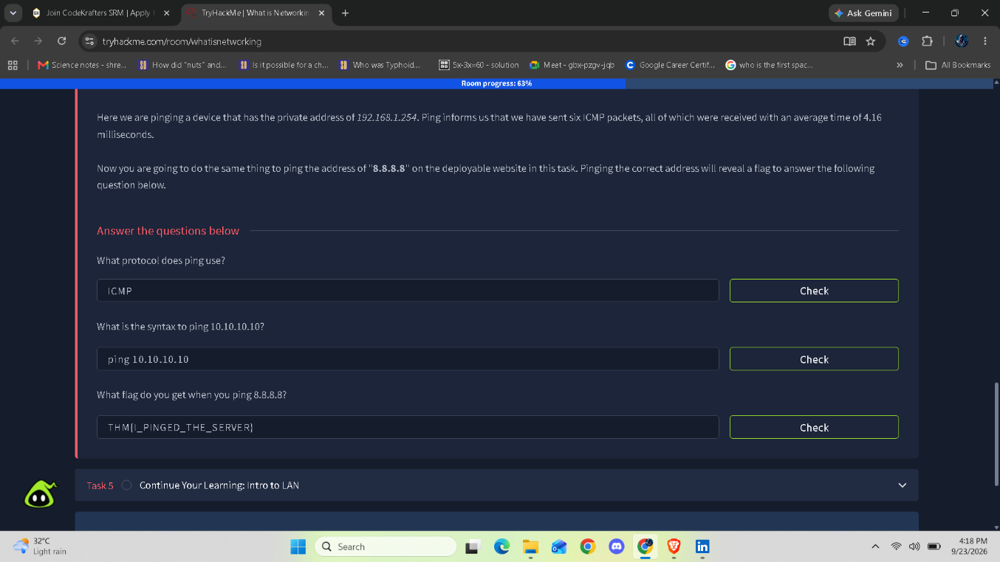 Join CodeKrafters SRM | Apply
TryHackMe | What is Networkin
Ask Gemini
tryhackme.com/room/whatisnetworking
Science notes - shre...
How did "nuts" and...
Is it possible for a ch...
Who was Typhoid...
5x-3x=60 - solution
Meet - gbx-pzgv-jqb
Google Career Certif...
who is the first spac...
All Bookmarks
Room progress: 63%
Here we are pinging a device that has the private address of 192.168.1.254. Ping informs us that we have sent six ICMP packets, all of which were received with an average time of 4.16
milliseconds.
Now you are going to do the same thing to ping the address of "8.8.8.8" on the deployable website in this task. Pinging the correct address will reveal a flag to answer the following
question below.
Answer the questions below
What protocol does ping use?
ICMP
Check
What is the syntax to ping 10.10.10.10?
ping 10.10.10.10
Check
What flag do you get when you ping 8.8.8.8?
THM{I_PINGED_THE_SERVER}
Check
Task 5
Continue Your Learning: Intro to LAN
32°C
Light rain
Search
4:18 PM
9/23/2026